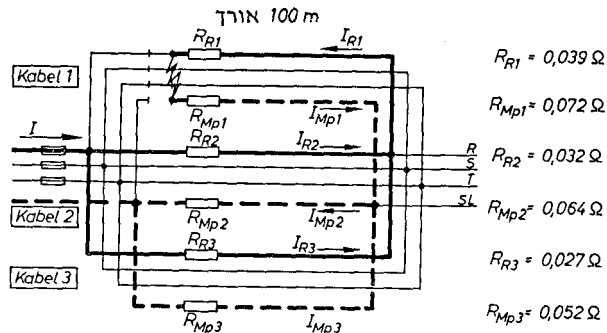 אורך 100 m
R_R1
I_R1
R_R1 = 0,039 Ω
Kabel 1
R_Mp1
I_Mp1
R_Mp1 = 0,072 Ω
I
R_R2
I_R2
R
S
T
SL
R_R2 = 0,032 Ω
Kabel 2
R_Mp2
I_Mp2
R_Mp2 = 0,064 Ω
R_R3
I_R3
R_R3 = 0,027 Ω
Kabel 3
R_Mp3
I_Mp3
R_Mp3 = 0,052 Ω